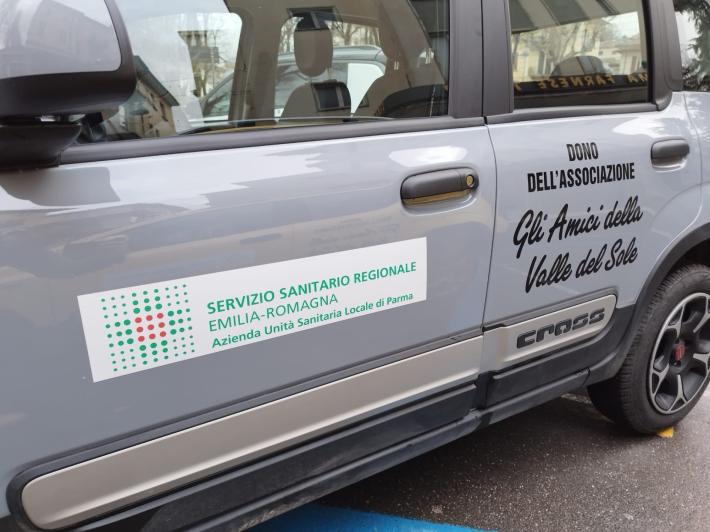 SERVIZIO SANITARIO REGIONALE
EMILIA-ROMAGNA
Azienda Unità Sanitaria Locale di Parma
DONO
DELL'ASSOCIAZIONE
Gli Amici della
Valle del Sole
CROSS
FARNESE